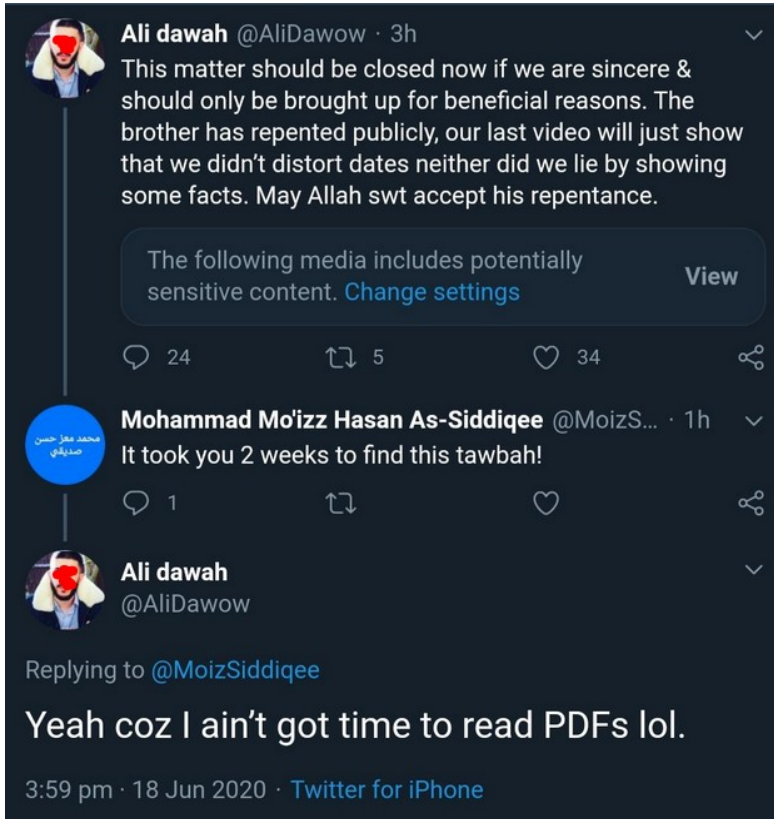 Ali dawah @AliDawow · 3h
This matter should be closed now if we are sincere &
should only be brought up for beneficial reasons. The
brother has repented publicly, our last video will just show
that we didn't distort dates neither did we lie by showing
some facts. May Allah swt accept his repentance.
The following media includes potentially
sensitive content. Change settings
View
24 5 34
Mohammad Mo'izz Hasan As-Siddiqee @MoizS... · 1h
محمد معز حسن
صديقي
It took you 2 weeks to find this tawbah!
1
Ali dawah
@AliDawow
Replying to @MoizSiddiqee
Yeah coz I ain't got time to read PDFs lol.
3:59 pm · 18 Jun 2020 · Twitter for iPhone